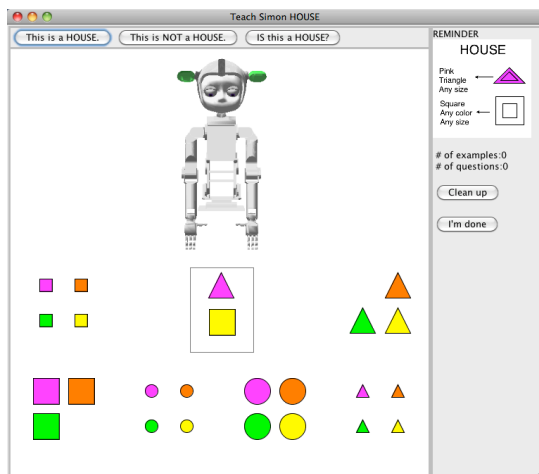 Teach Simon HOUSE
This is a HOUSE.
This is NOT a HOUSE.
IS this a HOUSE?
REMINDER
HOUSE
Pink
Triangle
Any size
Square
Any color
Any size
# of examples:0
# of questions:0
Clean up
I'm done